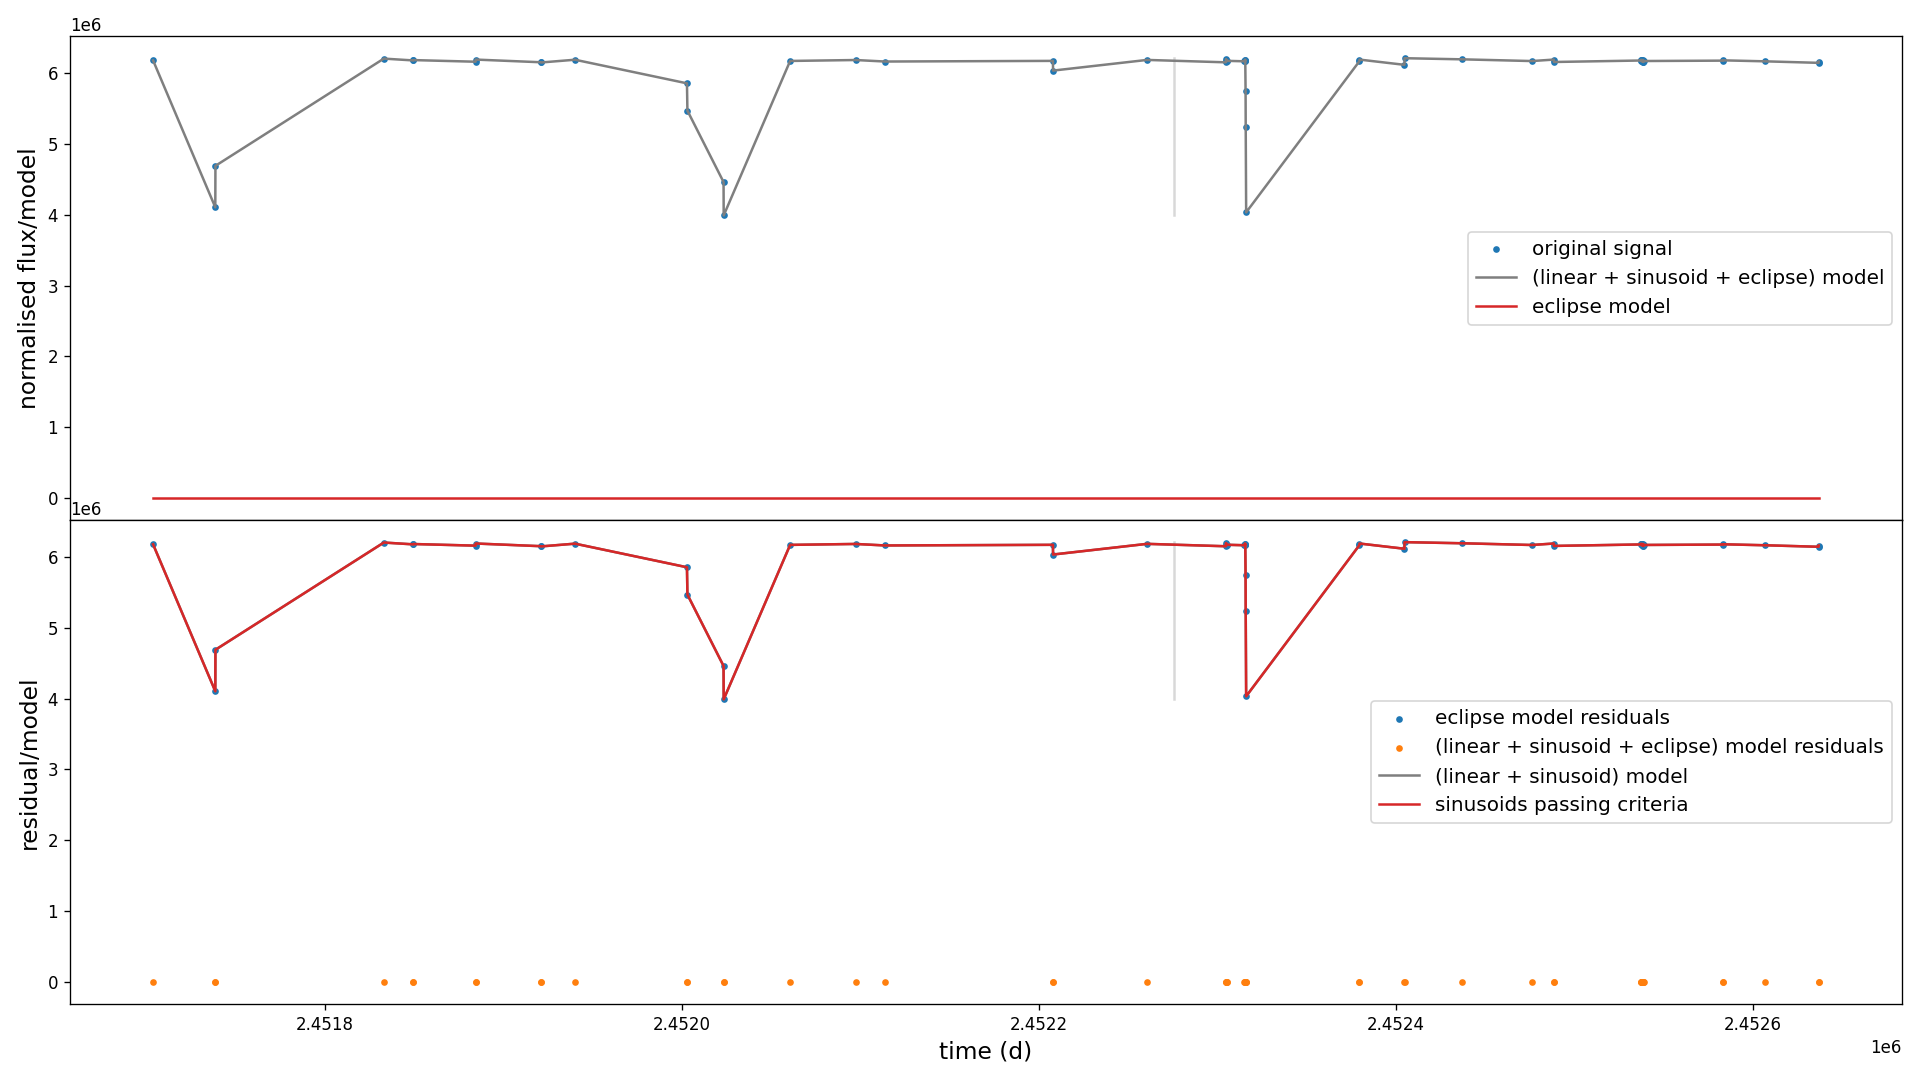 1e6
6
5
4
3
2
1
0
normalised flux/model
original signal
(linear + sinusoid + eclipse) model
eclipse model
1e6
6
5
4
3
2
1
0
residual/model
eclipse model residuals
(linear + sinusoid + eclipse) model residuals
(linear + sinusoid) model
sinusoids passing criteria
2.4518 2.4520 2.4522 2.4524 2.4526
1e6
time (d)